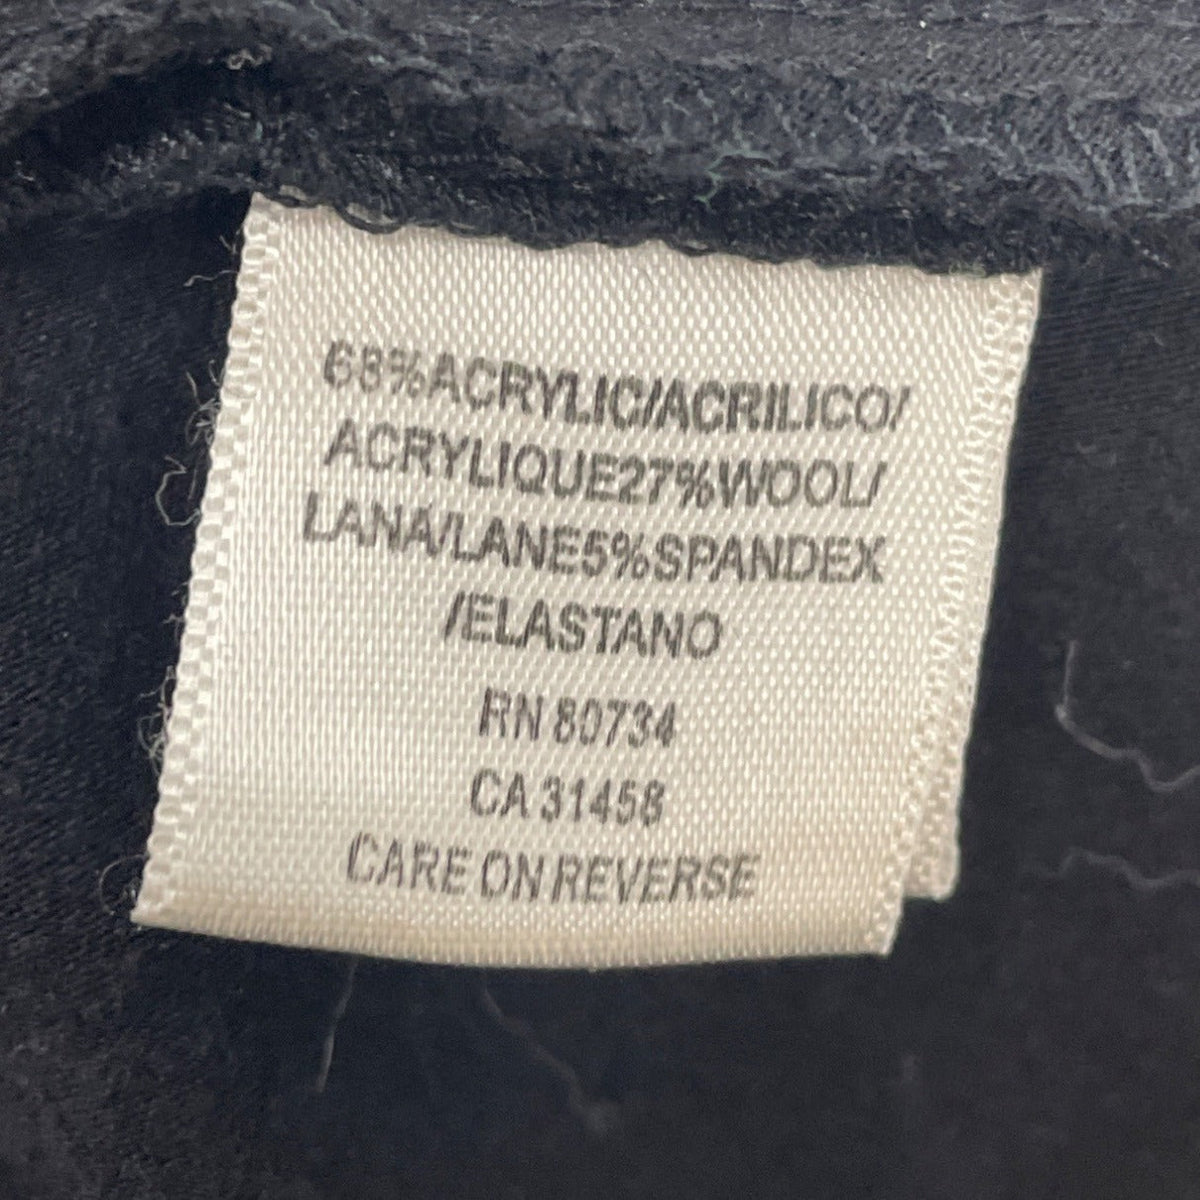 68%ACRYLIC/ACRILICO/
ACRYLIQUE27%WOOL/
LANA/LANE5%SPANDEX
/ELASTANO
RN 80734
CA 31458
CARE ON REVERSE